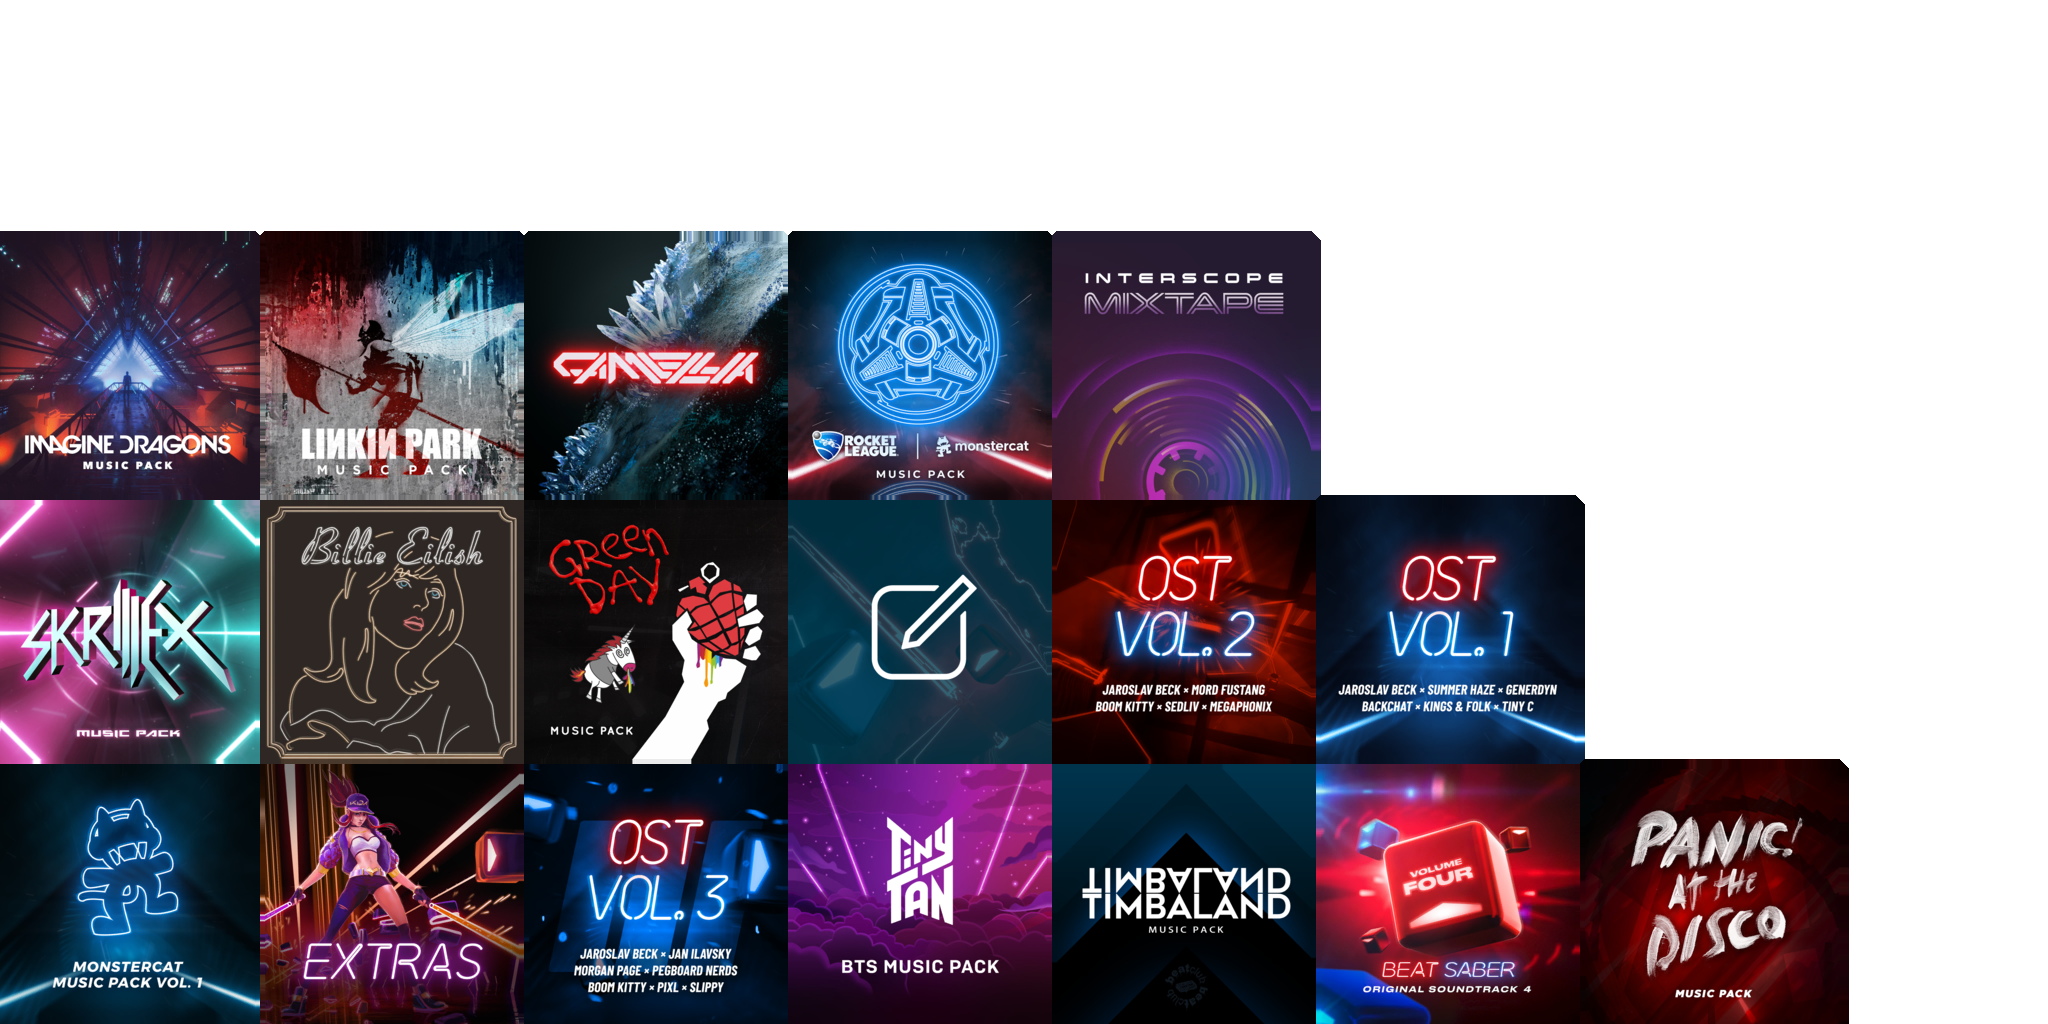 IMAGINE DRAGONS
MUSIC PACK
LINKIN PARK
MUSIC PACK
CAMELLIA
ROCKET
LEAGUE
monstercat
MUSIC PACK
INTERSCOPE
MIXTAPE
SKRILLEX
MUSIC PACK
Billie Eilish
GREEN
DAY
MUSIC PACK
OST
VOL. 2
JAROSLAV BECK × MORD FUSTANG
BOOM KITTY × SEDLIV × MEGAPHONIX
OST
VOL. 1
JAROSLAV BECK × SUMMER HAZE × GENERDYN
BACKCHAT × KINGS & FOLK × TINY C
MONSTERCAT
MUSIC PACK VOL. 1
EXTRAS
OST
VOL. 3
JAROSLAV BECK × JAN ILAVSKY
MORGAN PAGE × PEGBOARD NERDS
BOOM KITTY × PIXL × SLIPPY
TiNY
TAN
BTS MUSIC PACK
TIMBALAND
TIMBALAND
MUSIC PACK
VOLUME
FOUR
BEAT SABER
ORIGINAL SOUNDTRACK 4
PANIC!
AT tHE
DISCO
MUSIC PACK